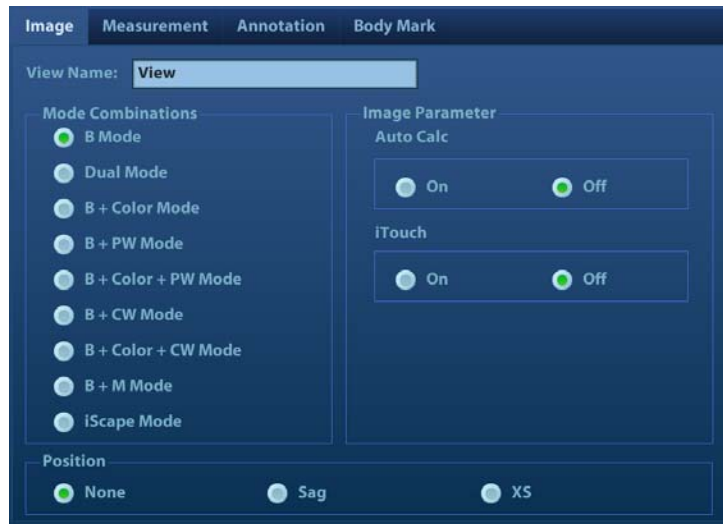 Image Measurement Annotation Body Mark
View Name: View
Mode Combinations
B Mode
Dual Mode
B + Color Mode
B + PW Mode
B + Color + PW Mode
B + CW Mode
B + Color + CW Mode
B + M Mode
iScape Mode
Image Parameter
Auto Calc
On Off
iTouch
On Off
Position
None Sag XS